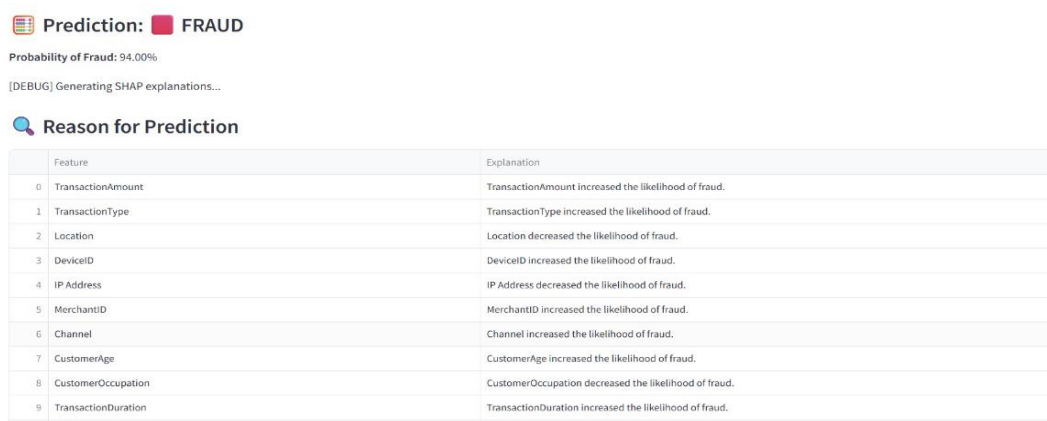 Prediction: FRAUD
Probability of Fraud: 94.00%
[DEBUG] Generating SHAP explanations...
Reason for Prediction
Feature Explanation
0 TransactionAmount TransactionAmount increased the likelihood of fraud.
1 TransactionType TransactionType increased the likelihood of fraud.
2 Location Location decreased the likelihood of fraud.
3 DeviceID DeviceID increased the likelihood of fraud.
4 IP Address IP Address decreased the likelihood of fraud.
5 MerchantID MerchantID increased the likelihood of fraud.
6 Channel Channel increased the likelihood of fraud.
7 CustomerAge CustomerAge increased the likelihood of fraud.
8 CustomerOccupation CustomerOccupation decreased the likelihood of fraud.
9 TransactionDuration TransactionDuration increased the likelihood of fraud.